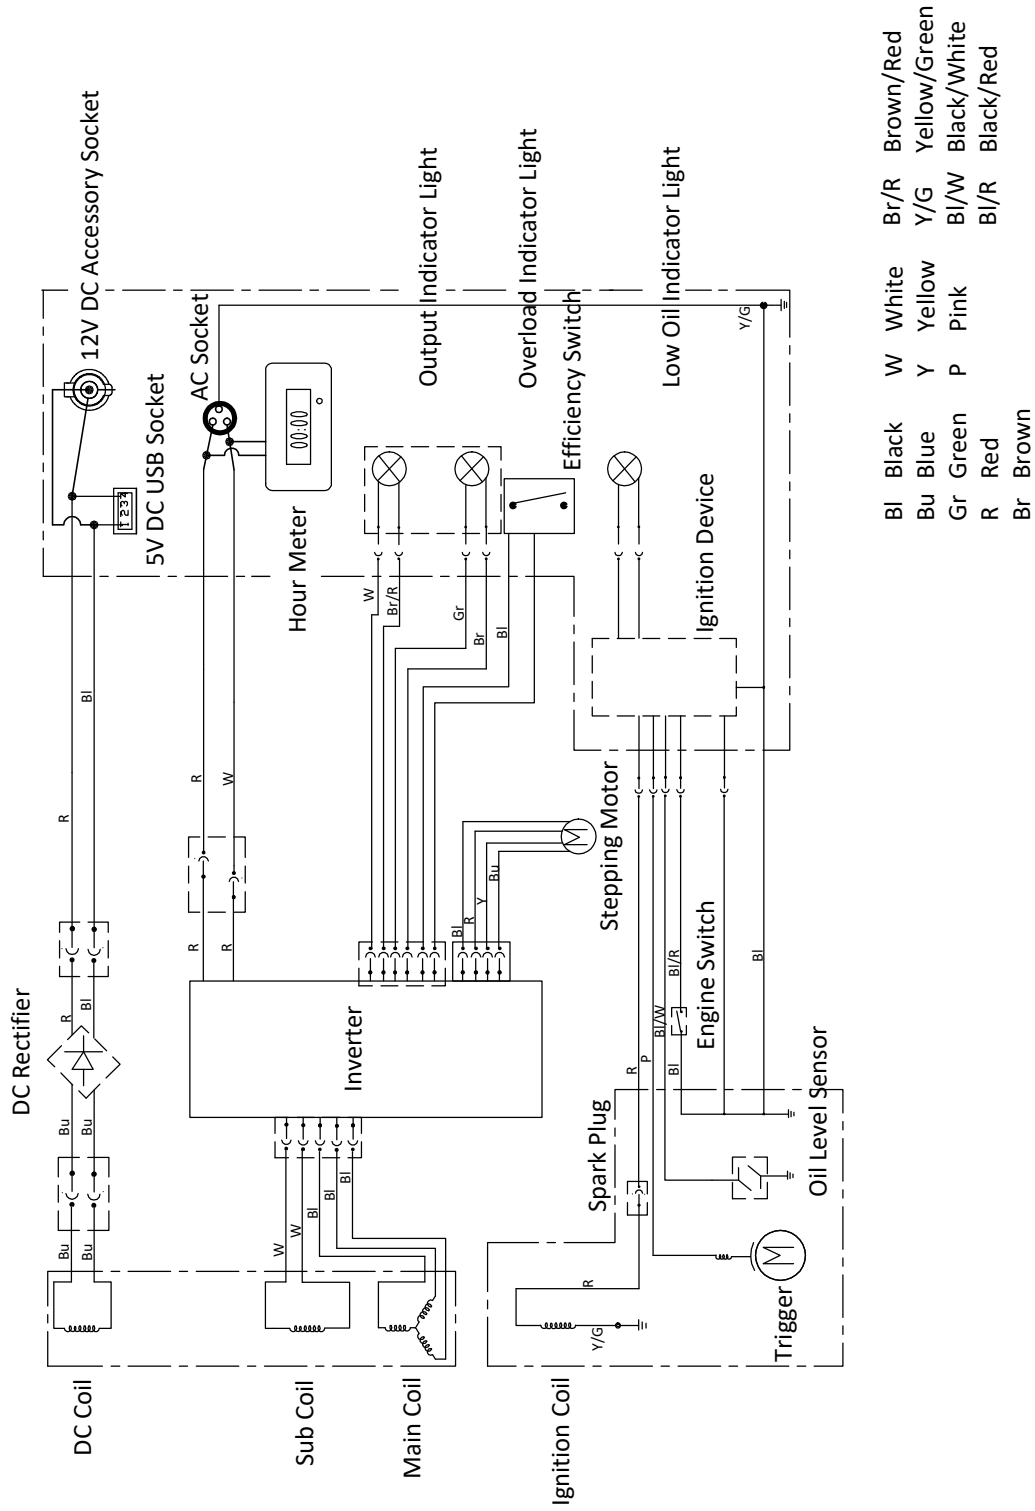 DC Coil
Bu
Bu
Bu
Bu
DC Rectifier
R
Bl
R
Bl
5V DC USB Socket
1 2 3 4
12V DC Accessory Socket
Sub Coil
W
W
Main Coil
Bl
Bl
Bl
Inverter
R
R
R
W
AC Socket
Hour Meter
00:00
W
Br/R
Gr
Br
Bl
Output Indicator Light
Overload Indicator Light
Efficiency Switch
Bl
R
Y
Bu
M
Stepping Motor
Low Oil Indicator Light
Ignition Device
Y/G
Ignition Coil
Y/G
R
Spark Plug
R
P
Bl/W
Bl
Bl/R
Engine Switch
Bl
Trigger
M
Oil Level Sensor
Bl Black
Bu Blue
Gr Green
R Red
Br Brown
W White
Y Yellow
P Pink
Br/R Brown/Red
Y/G Yellow/Green
Bl/W Black/White
Bl/R Black/Red